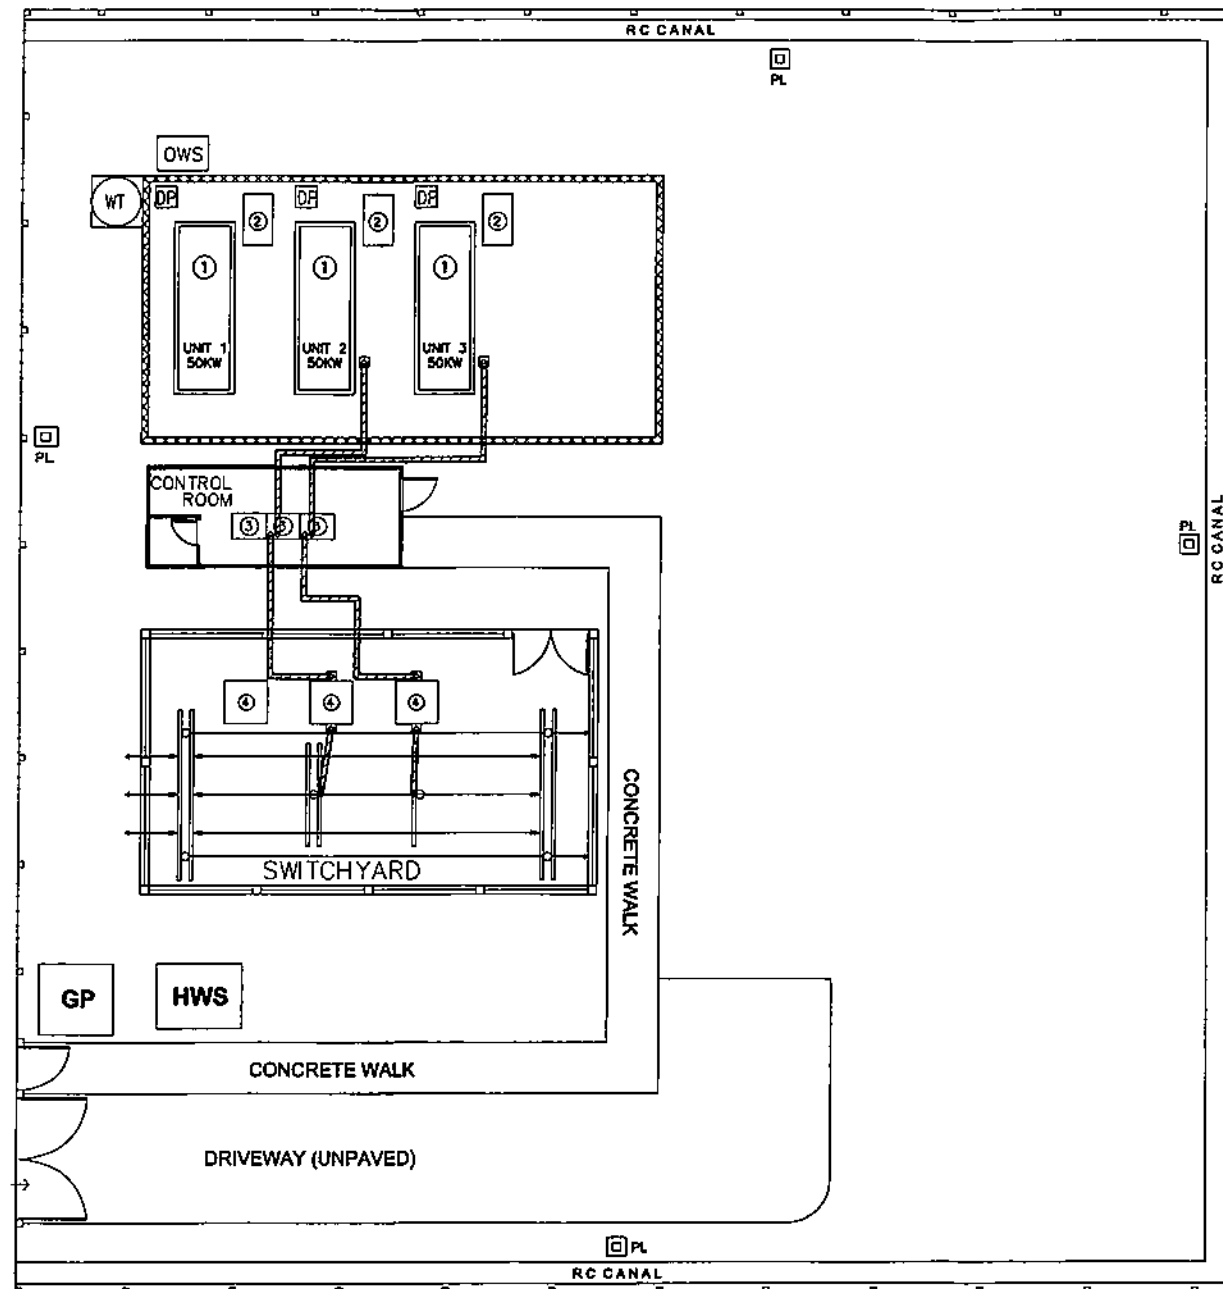 RC CANAL
PL
OWS
WT
DP
DP
DP
2
2
2
1
1
1
UNIT 1
50KW
UNIT 2
50KW
UNIT 3
50KW
PL
CONTROL
ROOM
3
3
3
RC CANAL
PL
4
4
4
CONCRETE WALK
SWITCHYARD
GP
HWS
CONCRETE WALK
DRIVEWAY (UNPAVED)
PL
RC CANAL